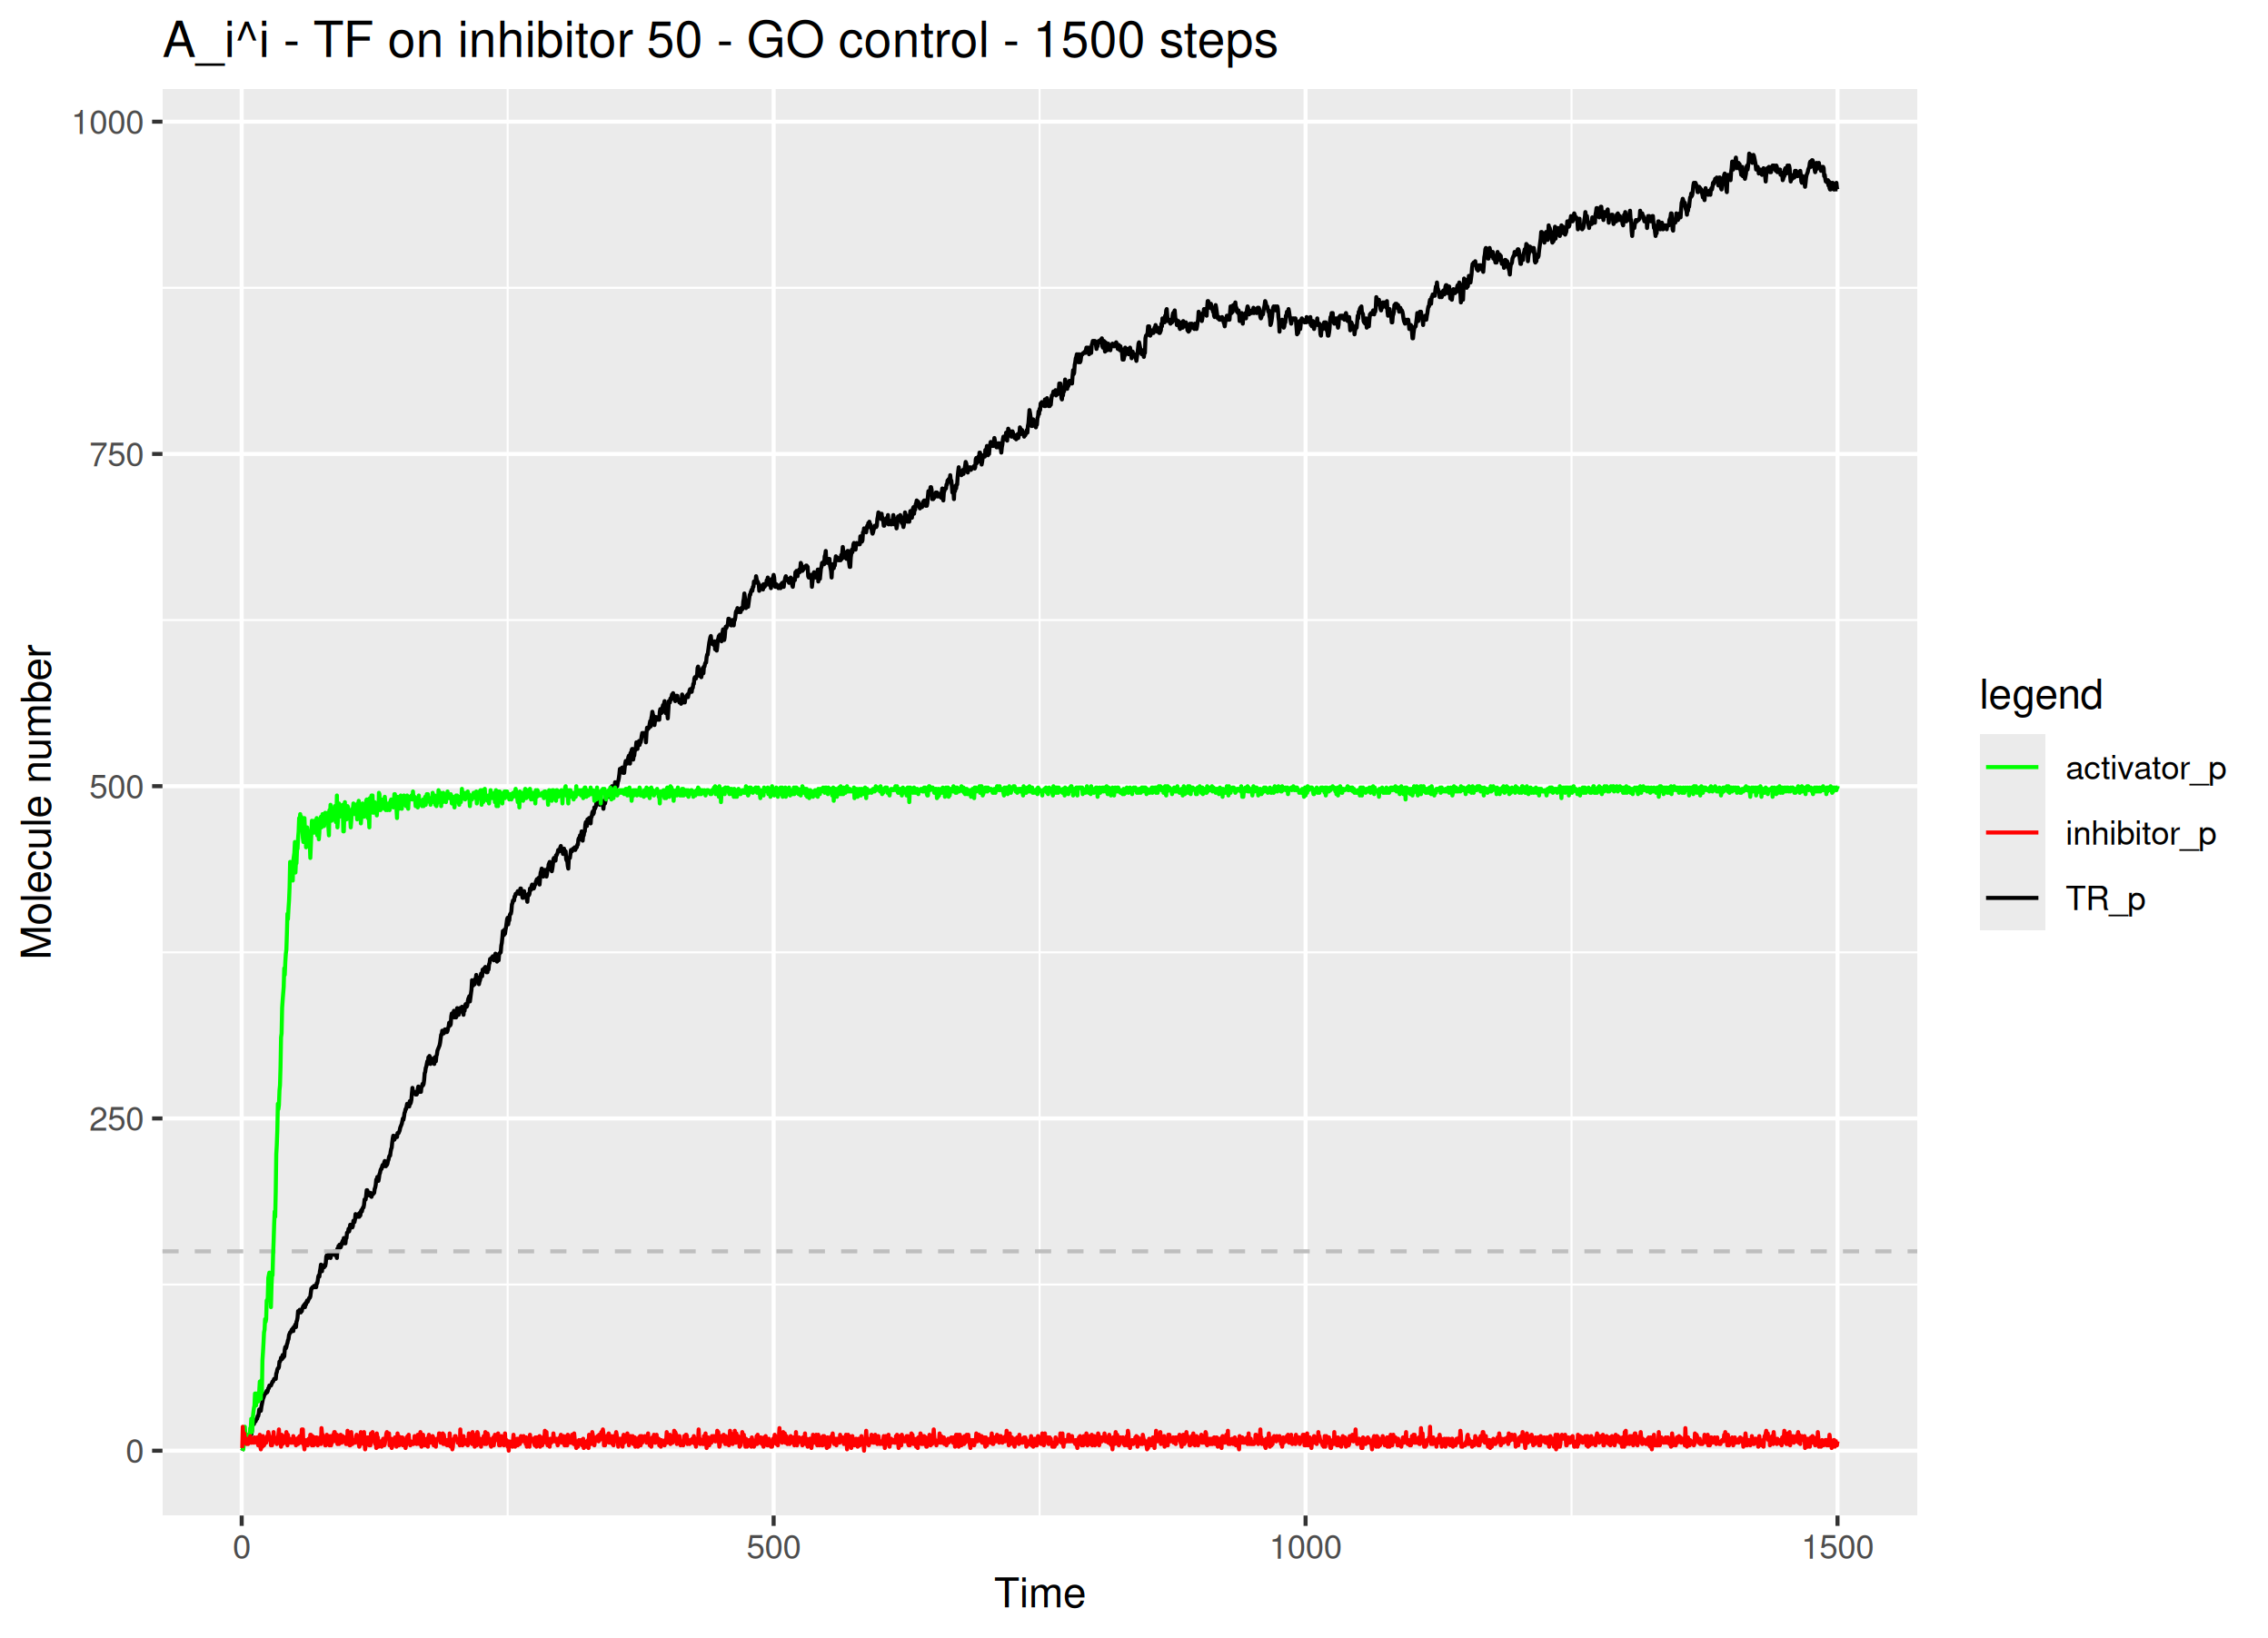 A_i^i - TF on inhibitor 50 - GO control - 1500 steps
Molecule number
1000
750
500
250
0
0 500 1000 1500
Time
legend
activator_p
inhibitor_p
TR_p